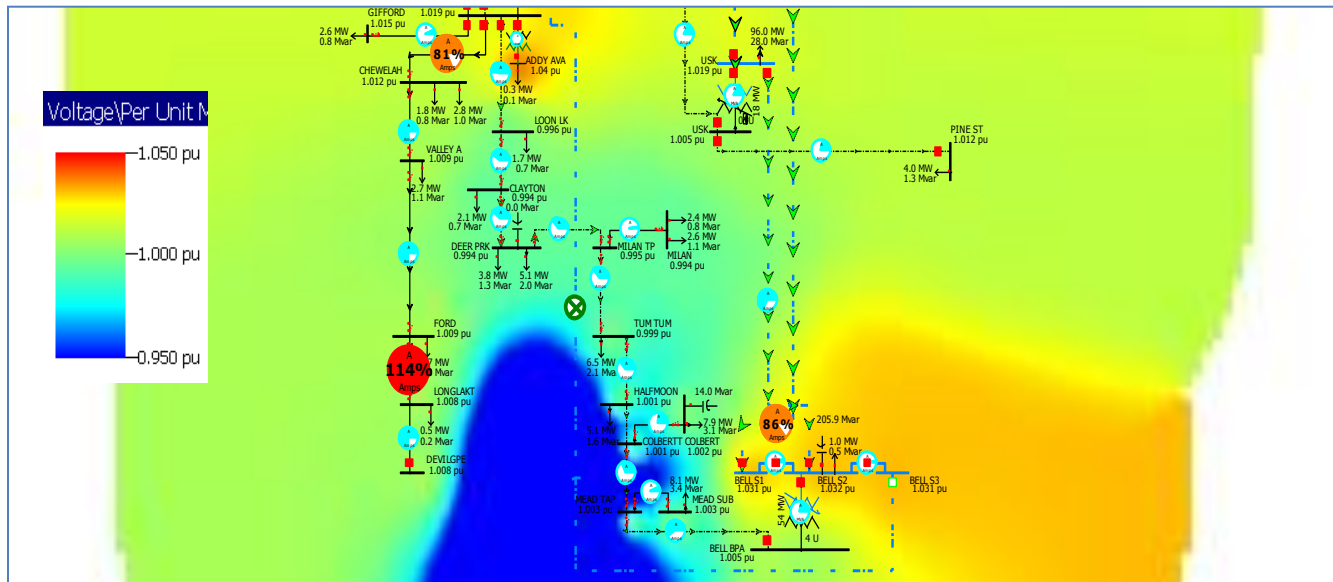 GIFFORD
1.015 pu
1.019 pu
2.6 MW
0.8 Mvar
A
81%
Amps
ADDY AVA
1.04 pu
0.3 MW
0.1 Mvar
CHEWELAH
1.012 pu
1.8 MW
0.8 Mvar
2.8 MW
1.0 Mvar
96.0 MW
28.0 Mvar
USK
1.019 pu
18 MW
USK
1.005 pu
PINE ST
1.012 pu
4.0 MW
1.3 Mvar
Voltage\Per Unit M
1.050 pu
1.000 pu
0.950 pu
LOON LK
0.996 pu
1.7 MW
0.7 Mvar
VALLEY A
1.009 pu
2.7 MW
1.1 Mvar
CLAYTON
0.994 pu
0.0 Mvar
2.1 MW
0.7 Mvar
DEER PRK
0.994 pu
3.8 MW
1.3 Mvar
5.1 MW
2.0 Mvar
MILAN TP
0.995 pu
2.4 MW
0.8 Mvar
2.6 MW
1.1 Mvar
MILAN
0.994 pu
FORD
1.009 pu
7 MW
Mvar
A
114%
Amps
TUM TUM
0.999 pu
6.5 MW
2.1 Mva
LONGLAKT
1.008 pu
0.5 MW
0.2 Mvar
DEVILGPE
1.008 pu
HALFMOON
1.001 pu
5.1 MW
1.6 Mvar
14.0 Mvar
7.9 MW
3.1 Mvar
COLBERTT
1.001 pu
COLBERT
1.002 pu
8.1 MW
3.4 Mvar
MEAD TAP
1.003 pu
MEAD SUB
1.003 pu
A
86%
Amps
205.9 Mvar
1.0 MW
0.5 Mvar
BELL S1
1.031 pu
BELL S2
1.032 pu
BELL S3
1.031 pu
54 MW
4 U
BELL BPA
1.005 pu